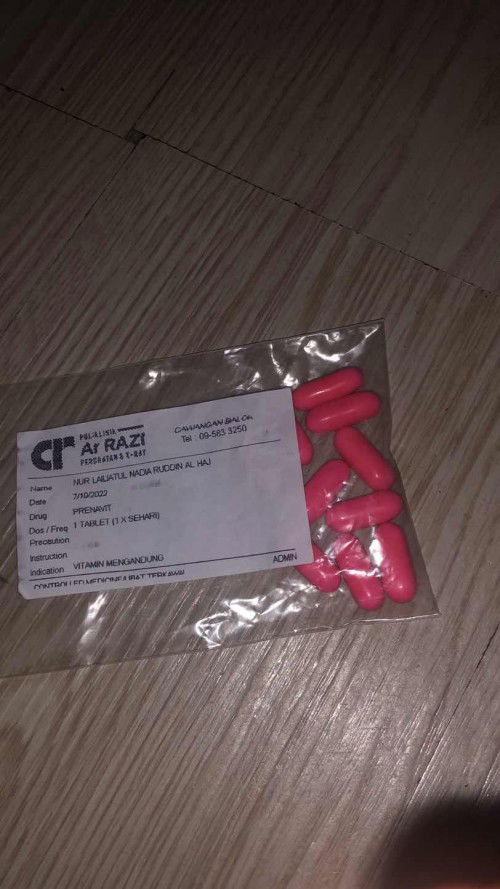 cr POLIKLINIK
Ar RAZI
PERUBATAN & X-RAY
CAWANGAN BALOK
Tel : 09-583 3250
Name NUR LAILIATUL NADIA RUDDIN AL HAJ
Date 7/10/2022
Drug PRENAVIT
Dos / Freq 1 TABLET (1 X SEHARI)
Precaution
Instruction
Indication VITAMIN MENGANDUNG ADMIN
CONTROLLED MEDICINE/UBAT TERKAWAL